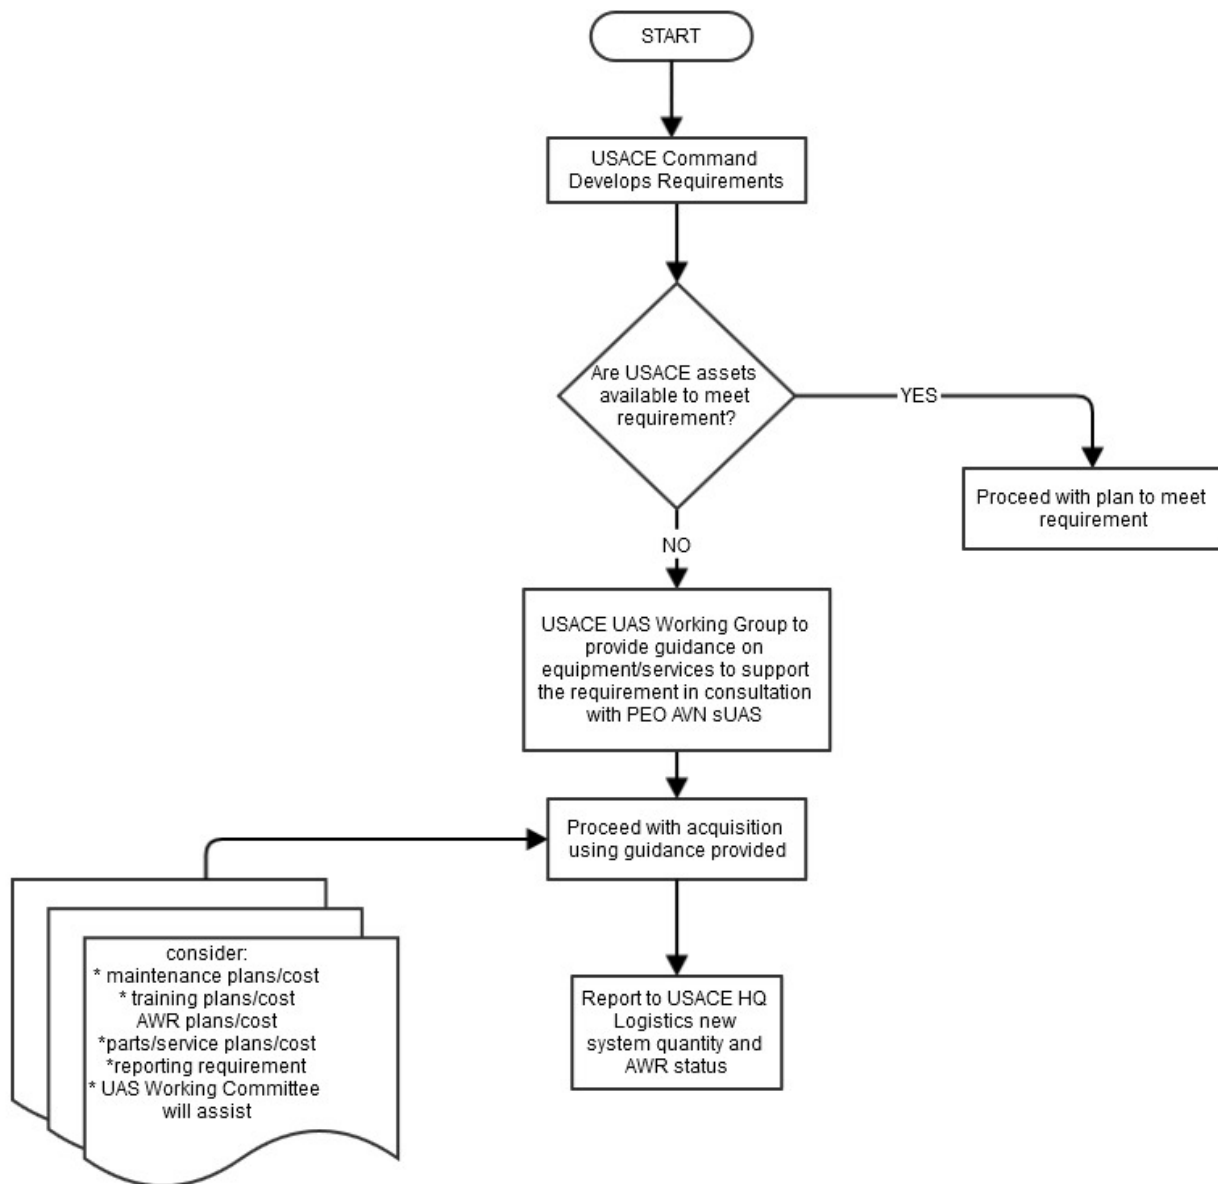 START
USACE Command
Develops Requirements
Are USACE assets
available to meet
requirement?
YES
Proceed with plan to meet
requirement
NO
USACE UAS Working Group to
provide guidance on
equipment/services to support
the requirement in consultation
with PEO AVN sUAS
Proceed with acquisition
using guidance provided
consider:
* maintenance plans/cost
* training plans/cost
AWR plans/cost
*parts/service plans/cost
*reporting requirement
* UAS Working Committee
will assist
Report to USACE HQ
Logistics new
system quantity and
AWR status